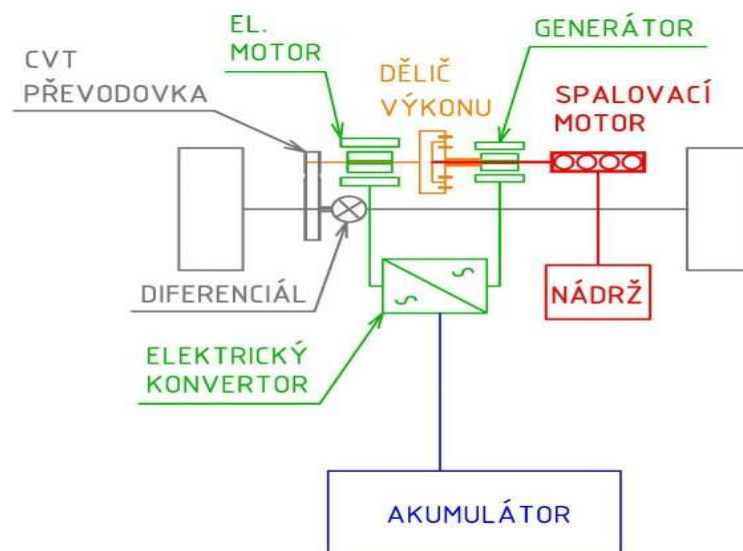 EL.
MOTOR
GENERÁTOR
CVT
PŘEVODOVKA
DĚLIČ
VÝKONU
SPALOVACÍ
MOTOR
DIFERENCIÁL
NÁDRŽ
ELEKTRICKÝ
KONVERTOR
AKUMULÁTOR